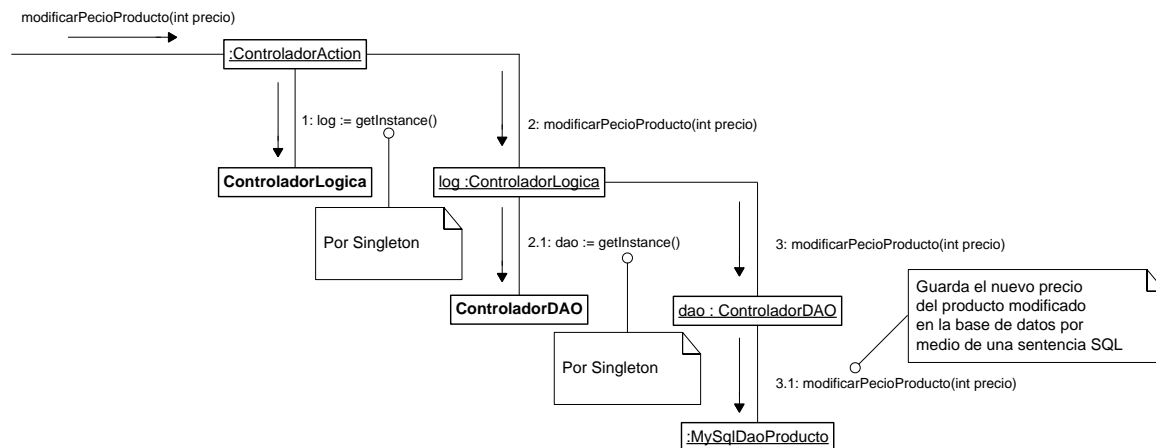 modificarPecioProducto(int precio)
:ControladorAction
1: log := getInstance()
2: modificarPecioProducto(int precio)
ControladorLogica
log :ControladorLogica
Por Singleton
2.1: dao := getInstance()
3: modificarPecioProducto(int precio)
Guarda el nuevo precio
del producto modificado
en la base de datos por
medio de una sentencia SQL
ControladorDAO
dao : ControladorDAO
Por Singleton
3.1: modificarPecioProducto(int precio)
:MySqlDaoProducto